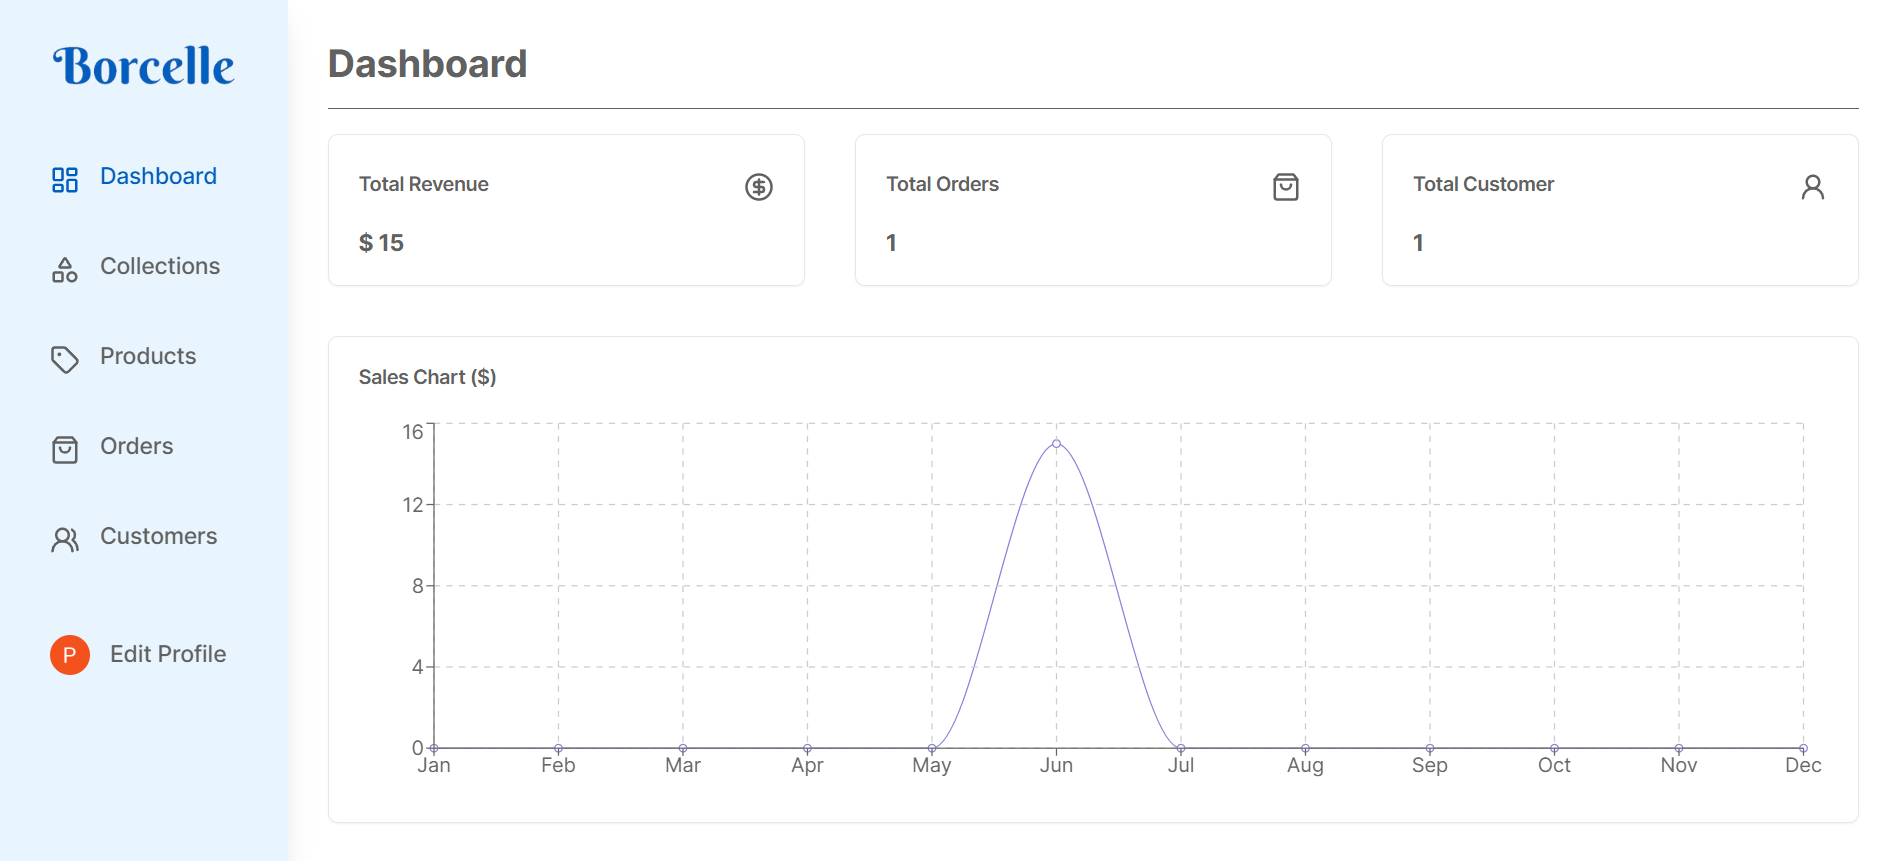 Borcelle
Dashboard
Collections
Products
Orders
Customers
P
Edit Profile
Dashboard
Total Revenue
$ 15
Total Orders
1
Total Customer
1
Sales Chart ($)
16
12
8
4
0
Jan Feb Mar Apr May Jun Jul Aug Sep Oct Nov Dec